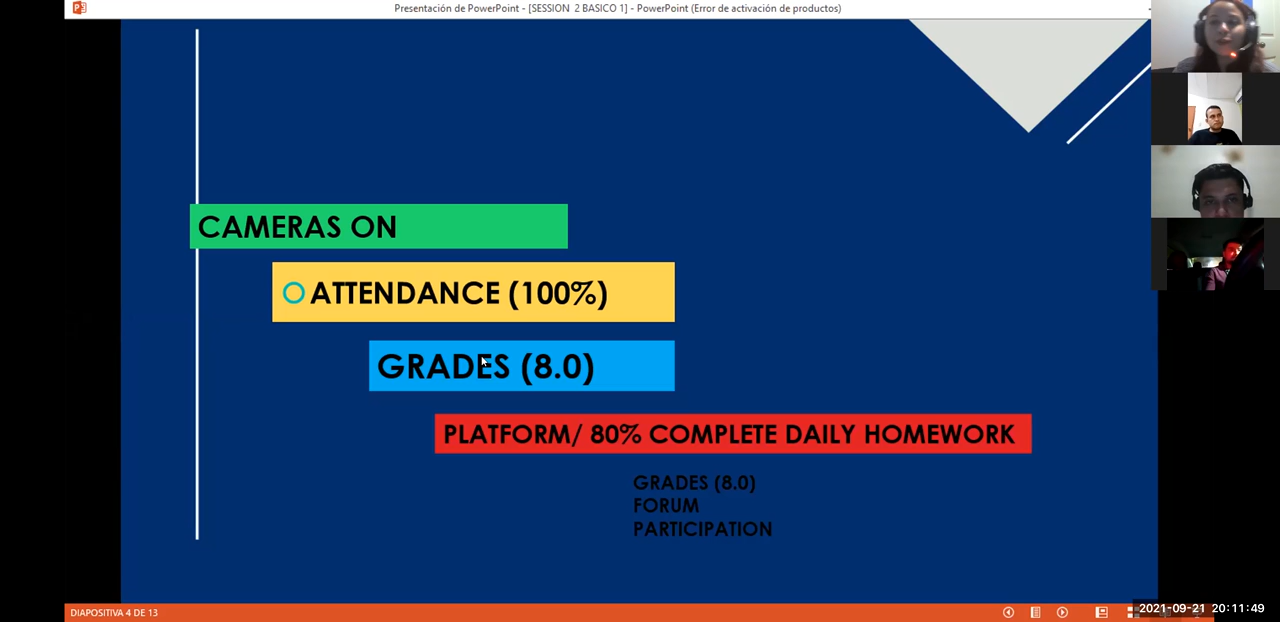 Presentación de PowerPoint - [SESSION  2 BASICO 1] - PowerPoint (Error de activación de productos)
CAMERAS ON
ATTENDANCE (100%)
GRADES (8.0)
PLATFORM/ 80% COMPLETE DAILY HOMEWORK
GRADES (8.0)
FORUM
PARTICIPATION
DIAPOSITIVA 4 DE 13
2021-09-21 20:11:49